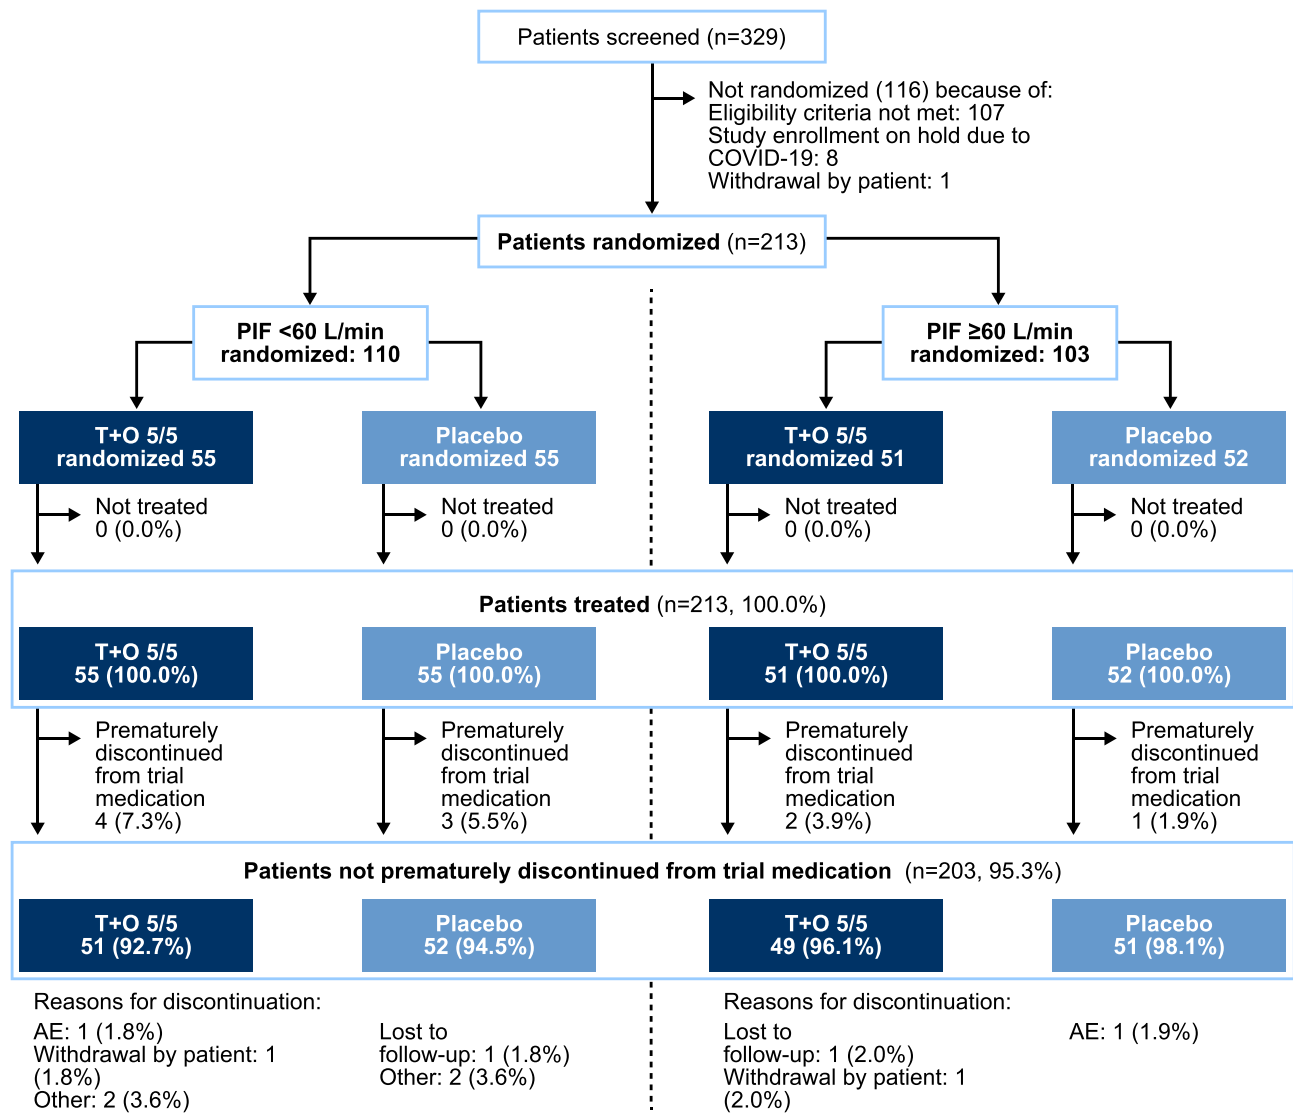 Patients screened (n=329)
Not randomized (116) because of:
Eligibility criteria not met: 107
Study enrollment on hold due to
COVID-19: 8
Withdrawal by patient: 1
Patients randomized (n=213)
PIF <60 L/min
randomized: 110
PIF ≥60 L/min
randomized: 103
T+O 5/5
randomized 55
Placebo
randomized 55
T+O 5/5
randomized 51
Placebo
randomized 52
Not treated
0 (0.0%)
Not treated
0 (0.0%)
Not treated
0 (0.0%)
Not treated
0 (0.0%)
Patients treated (n=213, 100.0%)
T+O 5/5
55 (100.0%)
Placebo
55 (100.0%)
T+O 5/5
51 (100.0%)
Placebo
52 (100.0%)
Prematurely
discontinued
from trial
medication
4 (7.3%)
Prematurely
discontinued
from trial
medication
3 (5.5%)
Prematurely
discontinued
from trial
medication
2 (3.9%)
Prematurely
discontinued
from trial
medication
1 (1.9%)
Patients not prematurely discontinued from trial medication (n=203, 95.3%)
T+O 5/5
51 (92.7%)
Placebo
52 (94.5%)
T+O 5/5
49 (96.1%)
Placebo
51 (98.1%)
Reasons for discontinuation:
AE: 1 (1.8%)
Withdrawal by patient: 1
(1.8%)
Other: 2 (3.6%)
Lost to
follow-up: 1 (1.8%)
Other: 2 (3.6%)
Reasons for discontinuation:
Lost to
follow-up: 1 (2.0%)
Withdrawal by patient: 1
(2.0%)
AE: 1 (1.9%)